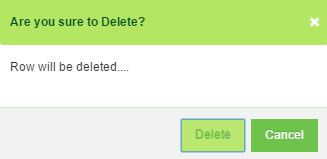 Are you sure to Delete?
Row will be deleted....
Delete Cancel